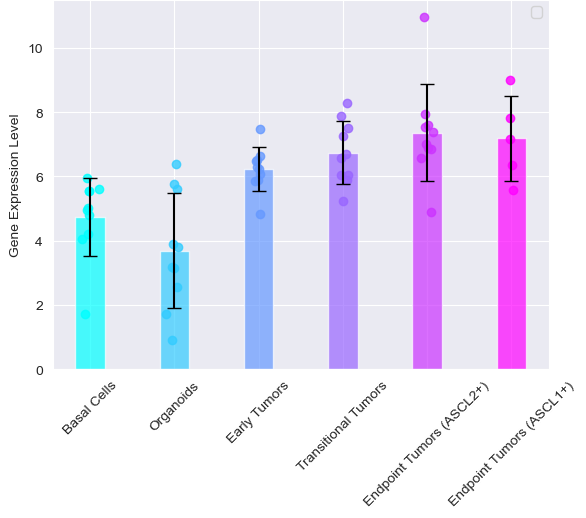 Gene Expression Level
10
8
6
4
2
0
Basal Cells
Organoids
Early Tumors
Transitional Tumors
Endpoint Tumors (ASCL2+)
Endpoint Tumors (ASCL1+)